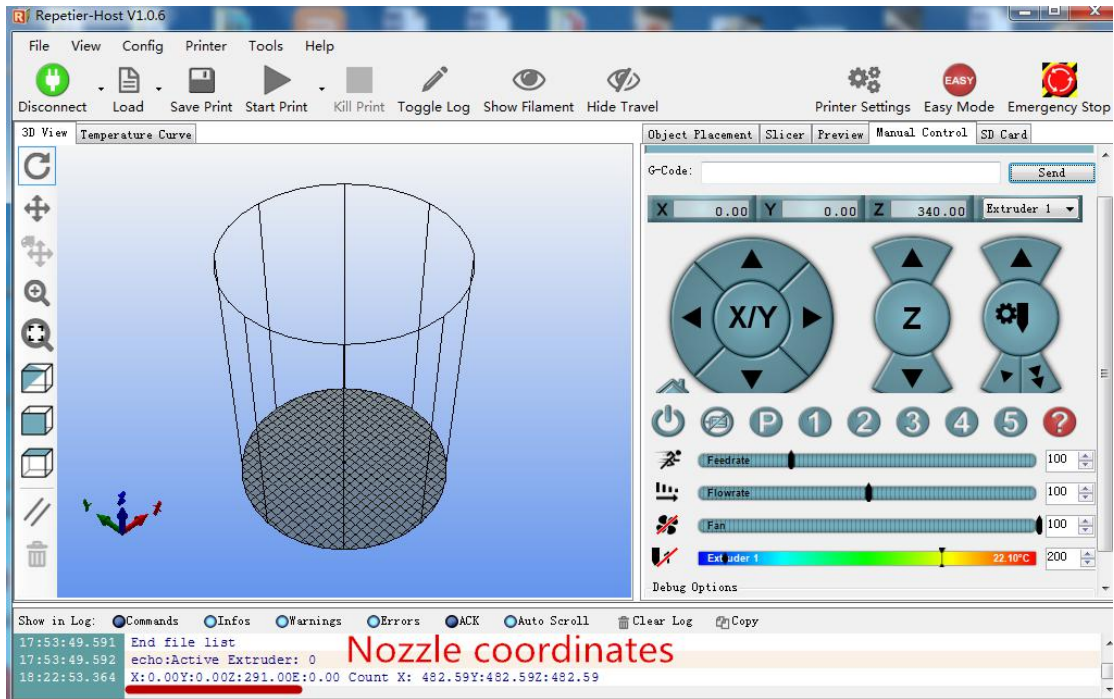 Repetier-Host V1.0.6
File View Config Printer Tools Help
Disconnect Load Save Print Start Print Kill Print Toggle Log Show Filament Hide Travel Printer Settings Easy Mode Emergency Stop
EASY
3D View Temperature Curve
Object Placement Slicer Preview Manual Control SD Card
G-Code: Send
X 0.00 Y 0.00 Z 340.00 Extruder 1
X/Y Z
P 1 2 3 4 5 ?
Feedrate 100
Flowrate 100
Fan 100
Extruder 1 22.10°C 200
Y Z X
Debug Options
Show in Log: Commands Infos Warnings Errors ACK Auto Scroll Clear Log Copy
17:53:49.591 End file list
17:53:49.592 echo:Active Extruder: 0
Nozzle coordinates
18:22:53.364 X:0.00Y:0.00Z:291.00E:0.00 Count X: 482.59Y:482.59Z:482.59